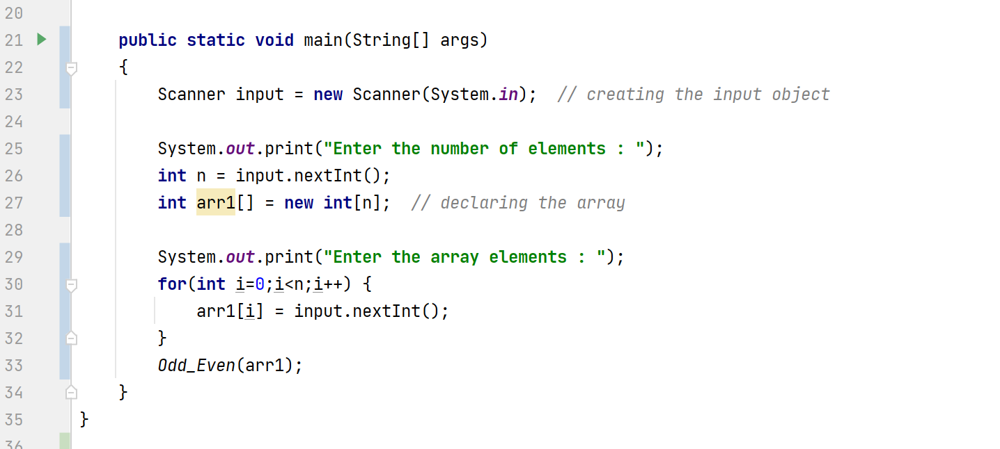 20
21 public static void main(String[] args)
22 {
23 Scanner input = new Scanner(System.in);  // creating the input object
24
25 System.out.print("Enter the number of elements : ");
26 int n = input.nextInt();
27 int arr1[] = new int[n];  // declaring the array
28
29 System.out.print("Enter the array elements : ");
30 for(int i=0;i<n;i++) {
31 arr1[i] = input.nextInt();
32 }
33 Odd_Even(arr1);
34 }
35 }
36